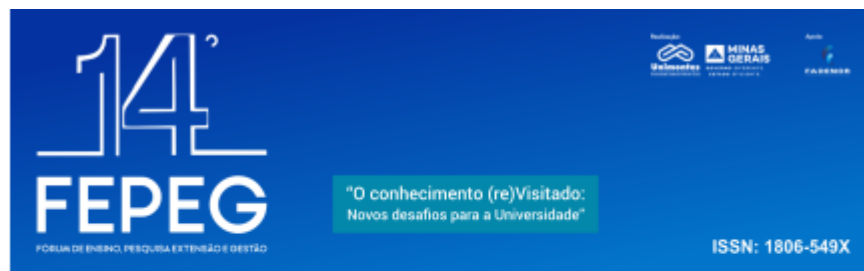 14º
FEPEG
FÓRUM DE ENSINO, PESQUISA EXTENSÃO E GESTÃO
"O conhecimento (re)Visitado:
Novos desafios para a Universidade"
Realização:
Unimontes
MINAS
GERAIS
Apoio
FADENOR
ISSN: 1806-549X